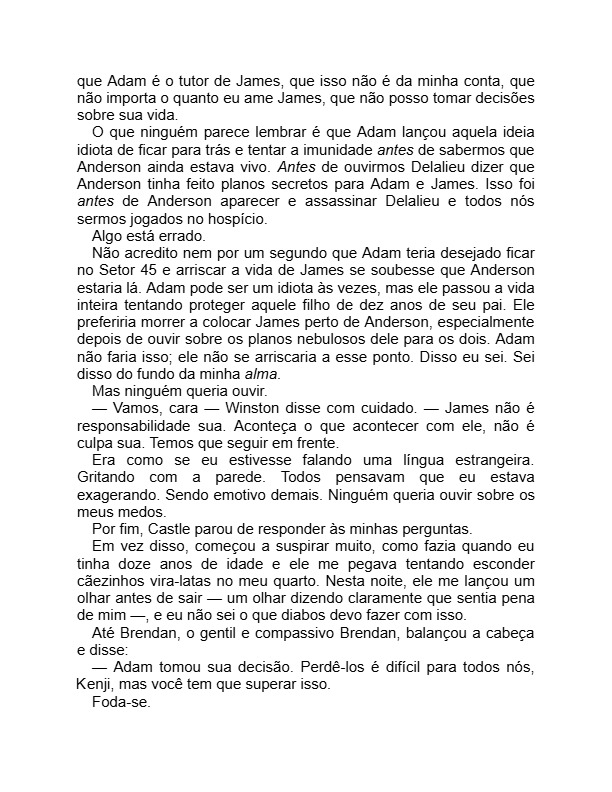 que Adam é o tutor de James, que isso não é da minha conta, que
não importa o quanto eu ame James, que não posso tomar decisões
sobre sua vida.
O que ninguém parece lembrar é que Adam lançou aquela ideia
idiota de ficar para trás e tentar a imunidade antes de sabermos que
Anderson ainda estava vivo. Antes de ouvirmos Delalieu dizer que
Anderson tinha feito planos secretos para Adam e James. Isso foi
antes de Anderson aparecer e assassinar Delalieu e todos nós
sermos jogados no hospício.
Algo está errado.
Não acredito nem por um segundo que Adam teria desejado ficar
no Setor 45 e arriscar a vida de James se soubesse que Anderson
estaria lá. Adam pode ser um idiota às vezes, mas ele passou a vida
inteira tentando proteger aquele filho de dez anos de seu pai. Ele
preferiria morrer a colocar James perto de Anderson, especialmente
depois de ouvir sobre os planos nebulosos dele para os dois. Adam
não faria isso; ele não se arriscaria a esse ponto. Disso eu sei. Sei
disso do fundo da minha alma.
Mas ninguém queria ouvir.
— Vamos, cara — Winston disse com cuidado. — James não é
responsabilidade sua. Aconteça o que acontecer com ele, não é
culpa sua. Temos que seguir em frente.
Era como se eu estivesse falando uma língua estrangeira.
Gritando com a parede. Todos pensavam que eu estava
exagerando. Sendo emotivo demais. Ninguém queria ouvir sobre os
meus medos.
Por fim, Castle parou de responder às minhas perguntas.
Em vez disso, começou a suspirar muito, como fazia quando eu
tinha doze anos de idade e ele me pegava tentando esconder
cãezinhos vira-latas no meu quarto. Nesta noite, ele me lançou um
olhar antes de sair — um olhar dizendo claramente que sentia pena
de mim —, e eu não sei o que diabos devo fazer com isso.
Até Brendan, o gentil e compassivo Brendan, balançou a cabeça
e disse:
— Adam tomou sua decisão. Perdê-los é difícil para todos nós,
Kenji, mas você tem que superar isso.
Foda-se.